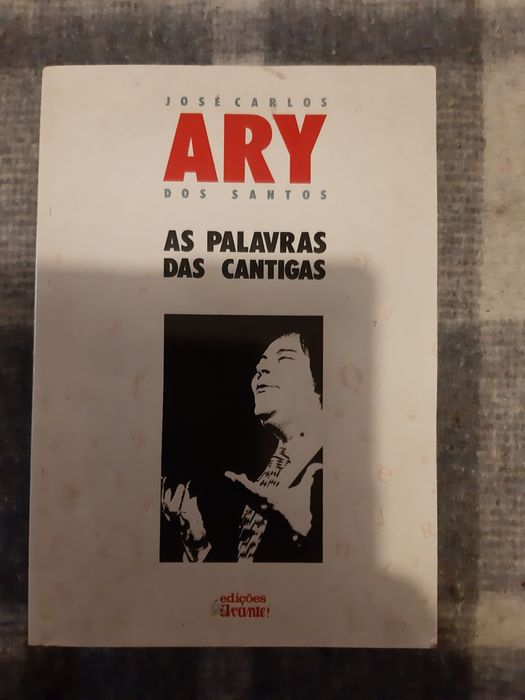 JOSÉ CARLOS
ARY
DOS SANTOS
AS PALAVRAS
DAS CANTIGAS
edições
Avante!